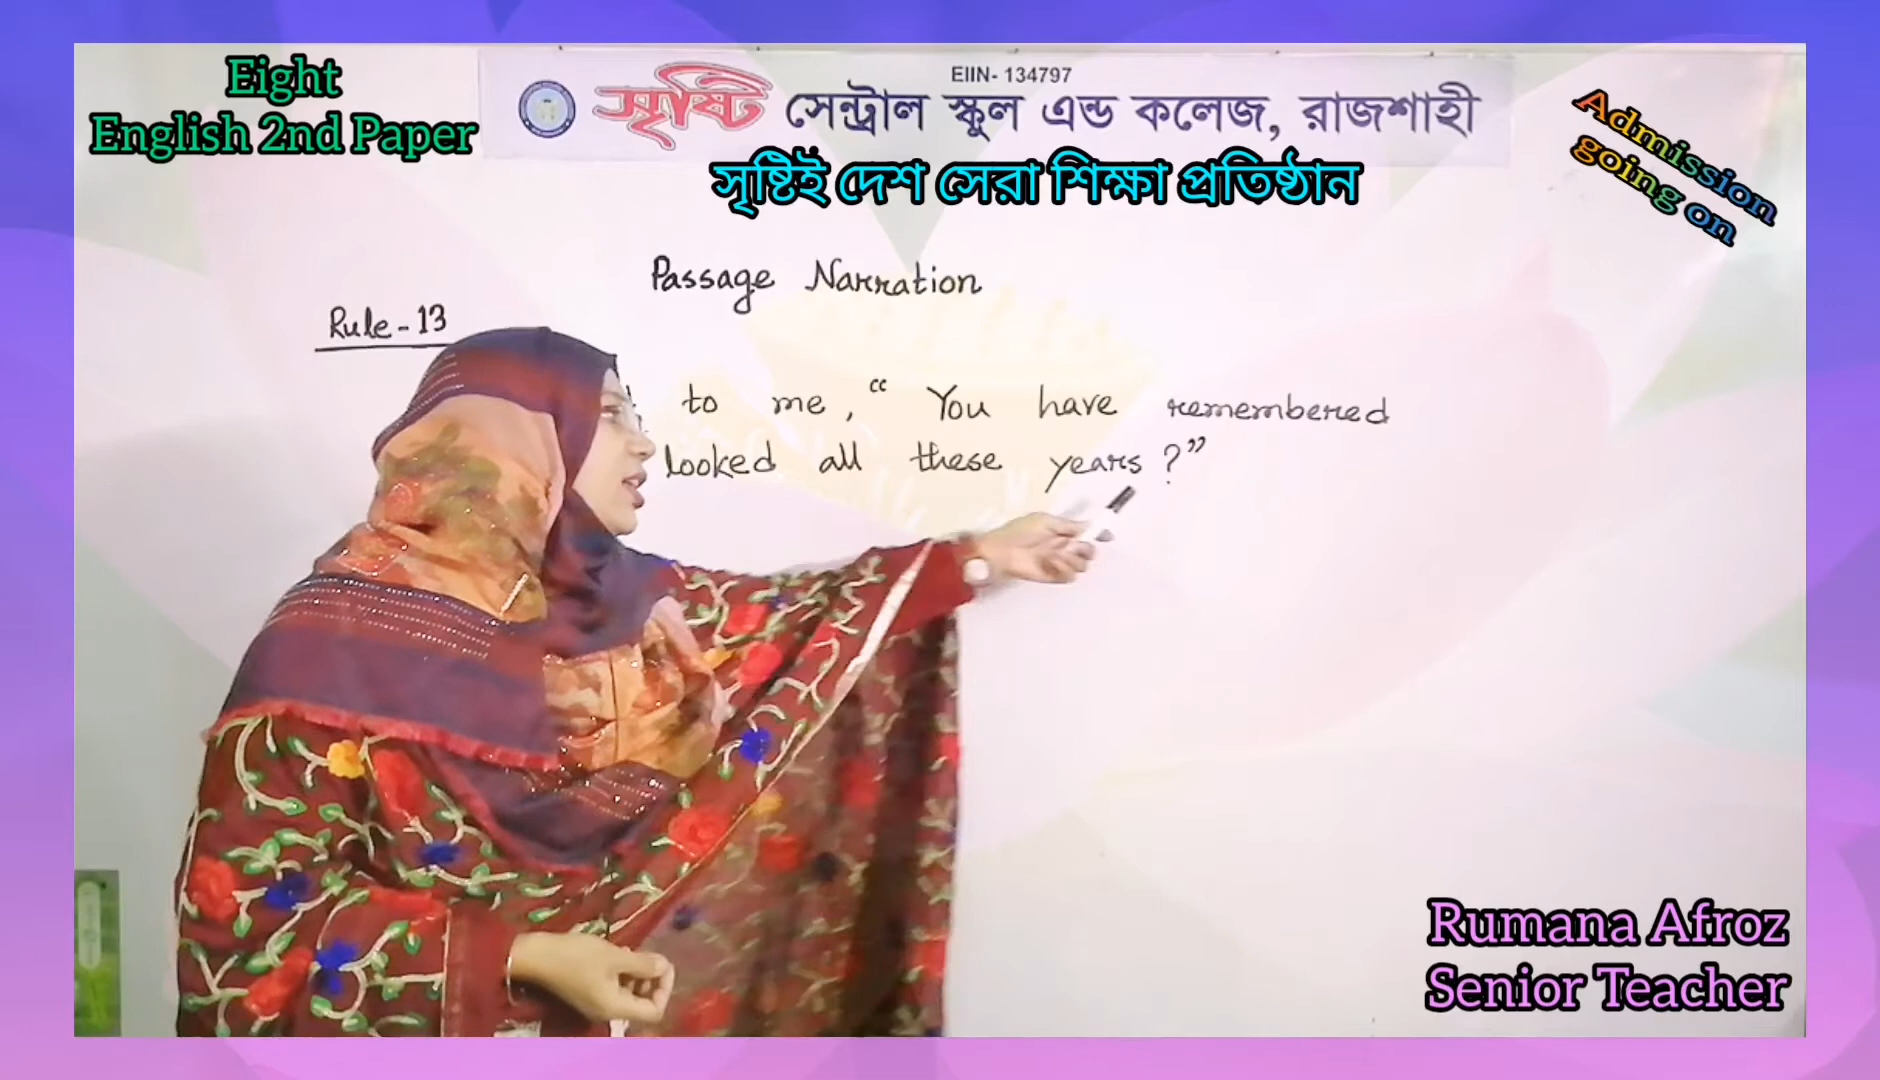 Eight
English 2nd Paper
EIIN- 134797
সৃষ্টি সেন্ট্রাল স্কুল এন্ড কলেজ, রাজশাহী
সৃষ্টিই দেশ সেরা শিক্ষা প্রতিষ্ঠান
Admission
going on
Passage Narration
Rule-13
to me, “ You have remembered
looked all these years ?”
Rumana Afroz
Senior Teacher